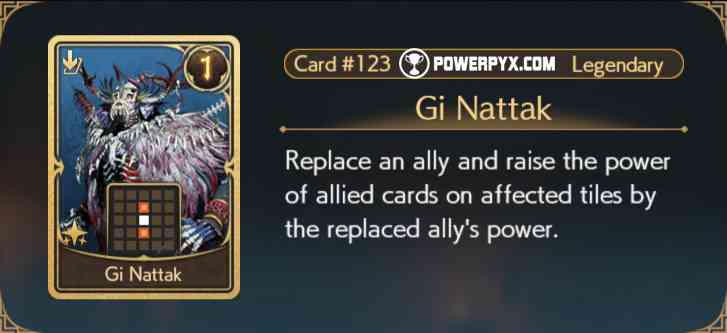 1
Gi Nattak
Card #123 POWERPYX.COM Legendary
Gi Nattak
Replace an ally and raise the power
of allied cards on affected tiles by
the replaced ally's power.